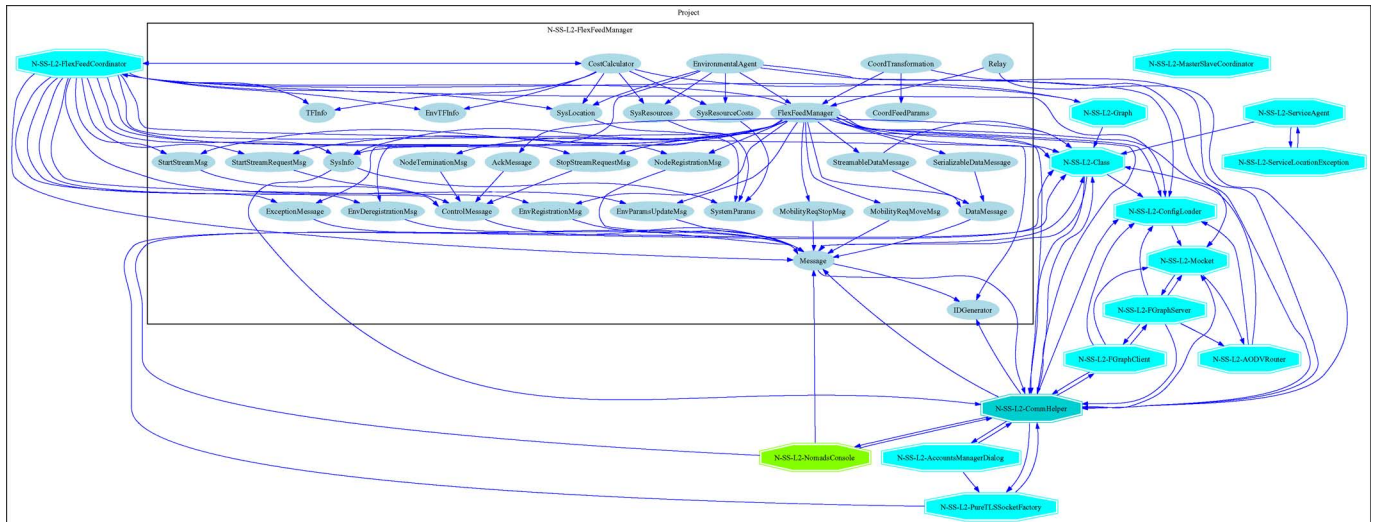 Project
N-SS-L2-FlexFeedManager
N-SS-L2-FlexFeedCoordinator
CostCalculator
EnvironmentalAgent
CoordTransformation
Relay
N-SS-L2-MasterSlaveCoordinator
TFInfo
EnvTFInfo
SysLocation
SysResources
SysResourceCosts
FlexFeedManager
CoordFeedParams
N-SS-L2-Graph
N-SS-L2-ServiceAgent
StartStreamMsg
StartStreamRequestMsg
SysInfo
NodeTerminationMsg
AckMessage
StopStreamRequestMsg
NodeRegistrationMsg
StreamableDataMessage
SerializableDataMessage
N-SS-L2-Class
N-SS-L2-ServiceLocationException
ExceptionMessage
EnvDeregistrationMsg
ControlMessage
EnvRegistrationMsg
EnvParamsUpdateMsg
SystemParams
MobilityReqStopMsg
MobilityReqMoveMsg
DataMessage
N-SS-L2-ConfigLoader
Message
N-SS-L2-Mocket
IDGenerator
N-SS-L2-FGraphServer
N-SS-L2-FGraphClient
N-SS-L2-AODVRouter
N-SS-L2-CommHelper
N-SS-L2-NomadsConsole
N-SS-L2-AccountsManagerDialog
N-SS-L2-PureTLSSocketFactory